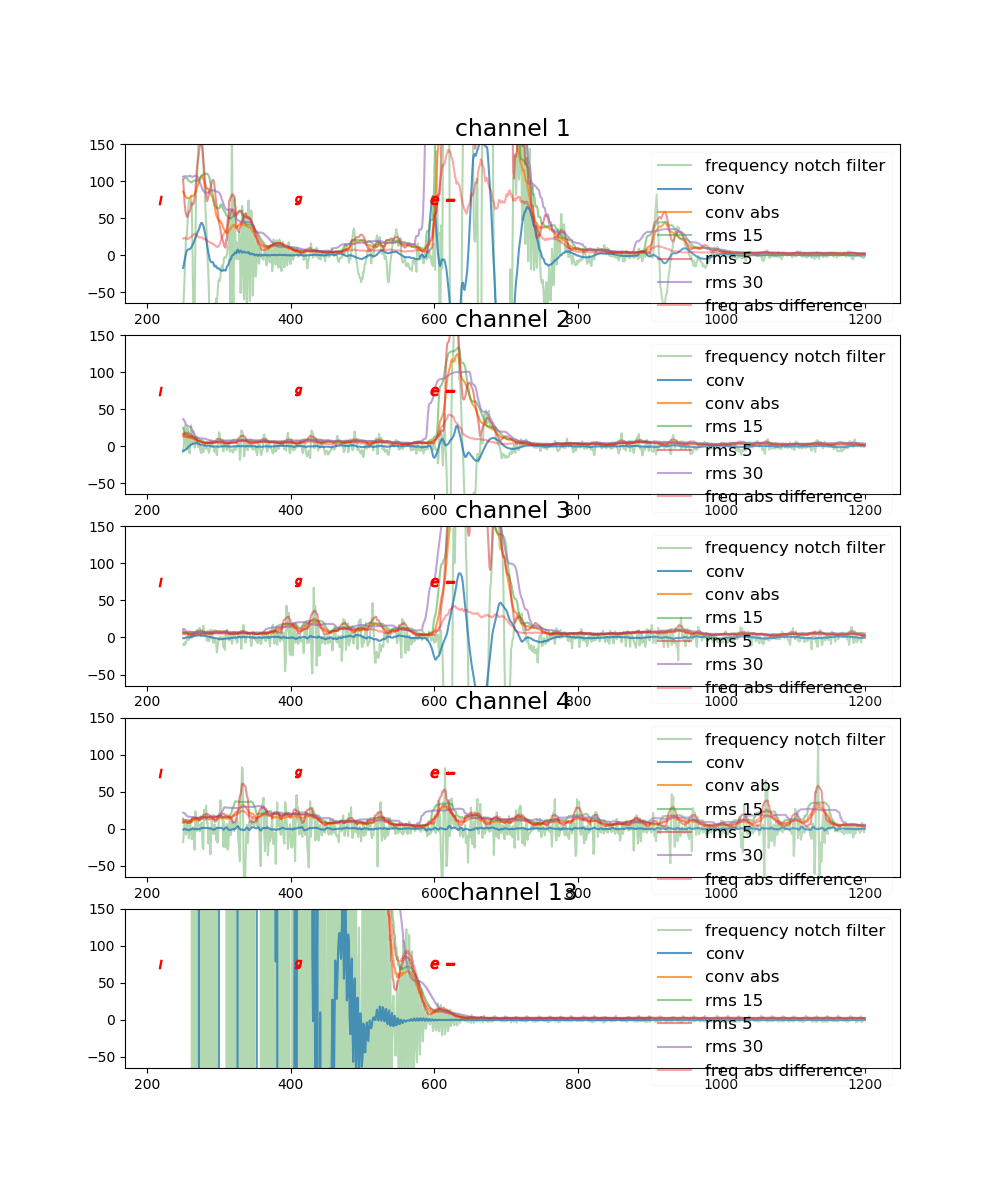 channel 1
150
100
50
0
−50
l
g
e –
frequency notch filter
conv
conv abs
rms 15
rms 5
rms 30
freq abs difference
200 400 600 800 1000 1200
channel 2
150
100
50
0
−50
l
g
e –
frequency notch filter
conv
conv abs
rms 15
rms 5
rms 30
freq abs difference
200 400 600 800 1000 1200
channel 3
150
100
50
0
−50
l
g
e –
frequency notch filter
conv
conv abs
rms 15
rms 5
rms 30
freq abs difference
200 400 600 800 1000 1200
channel 4
150
100
50
0
−50
l
g
e –
frequency notch filter
conv
conv abs
rms 15
rms 5
rms 30
freq abs difference
200 400 600 800 1000 1200
channel 13
150
100
50
0
−50
l
g
e –
frequency notch filter
conv
conv abs
rms 15
rms 5
rms 30
freq abs difference
200 400 600 800 1000 1200